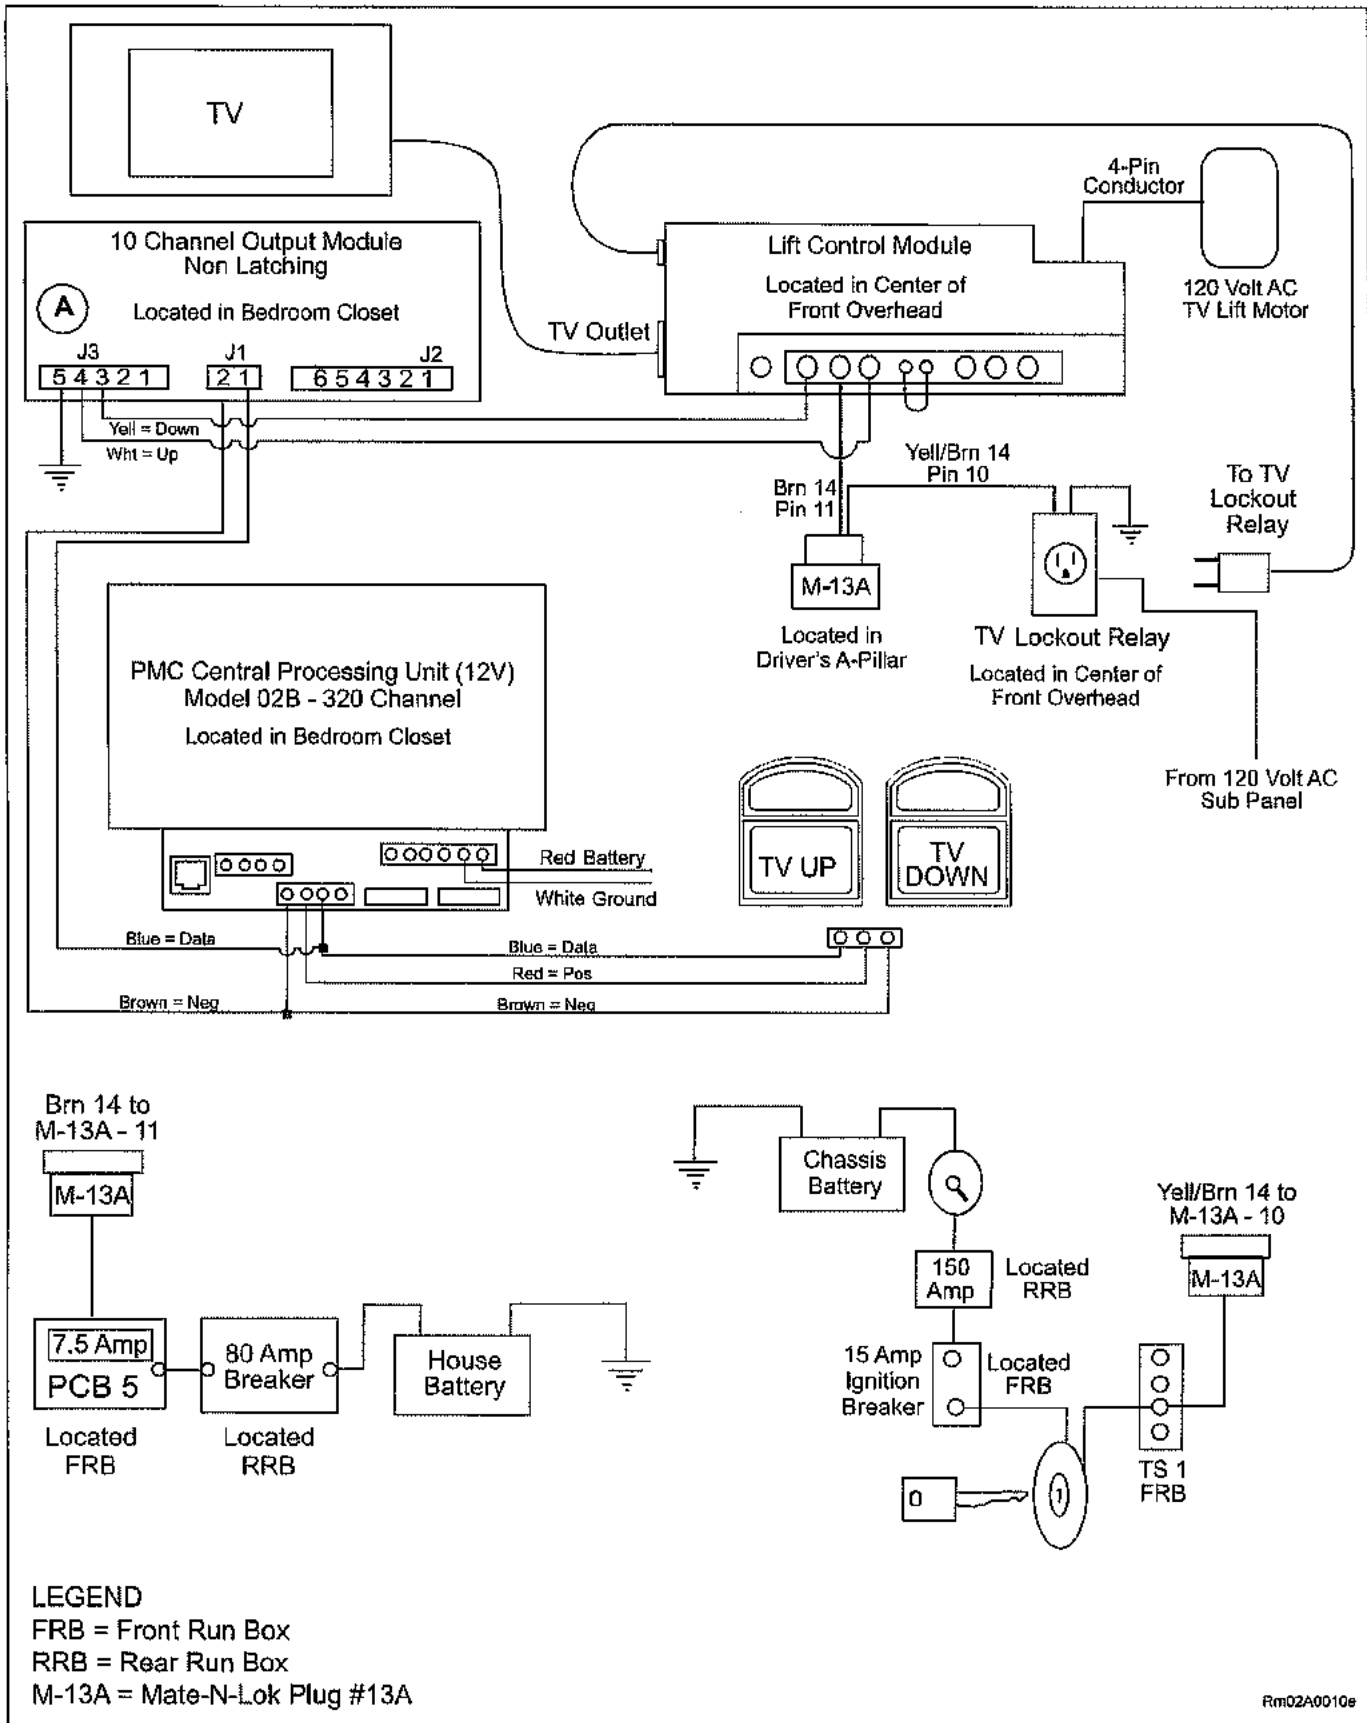 TV
10 Channel Output Module
Non Latching
Located in Bedroom Closet
A
J3
J1
J2
5 4 3 2 1
2 1
6 5 4 3 2 1
Yell = Down
Wht = Up
Lift Control Module
Located in Center of
Front Overhead
TV Outlet
4-Pin
Conductor
120 Volt AC
TV Lift Motor
Yell/Brn 14
Pin 10
Brn 14
Pin 11
M-13A
Located in
Driver's A-Pillar
TV Lockout Relay
Located in Center of
Front Overhead
To TV
Lockout
Relay
From 120 Volt AC
Sub Panel
PMC Central Processing Unit (12V)
Model 02B - 320 Channel
Located in Bedroom Closet
Red Battery
White Ground
TV UP
TV
DOWN
Blue = Data
Blue = Data
Red = Pos
Brown = Neg
Brown = Neg
Brn 14 to
M-13A - 11
M-13A
7.5 Amp
PCB 5
Located
FRB
80 Amp
Breaker
Located
RRB
House
Battery
Chassis
Battery
150
Amp
Located
RRB
15 Amp
Ignition
Breaker
Located
FRB
Yell/Brn 14 to
M-13A - 10
M-13A
TS 1
FRB
LEGEND
FRB = Front Run Box
RRB = Rear Run Box
M-13A = Mate-N-Lok Plug #13A
Rm02A0010e